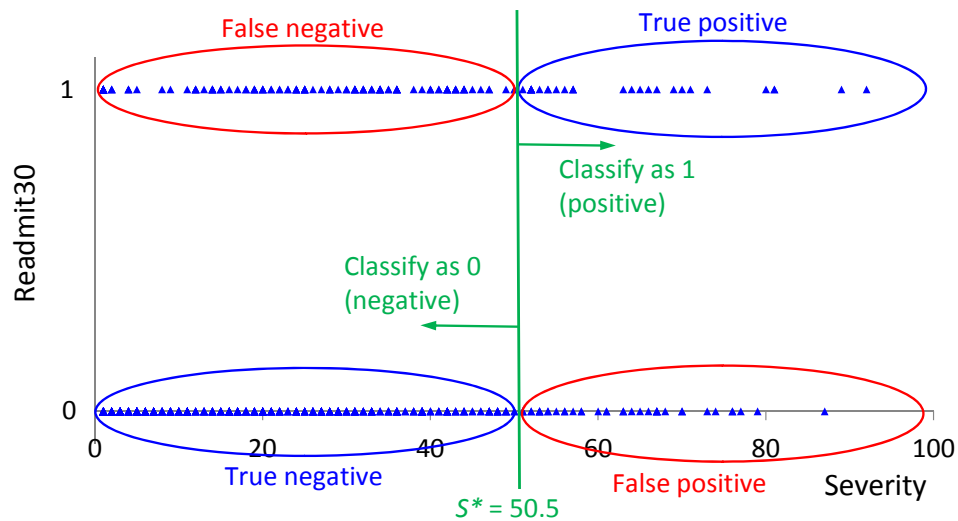 False negative
True positive
1
Classify as 1
(positive)
Readmit30
Classify as 0
(negative)
0
0
20
40
60
80
100
True negative
False positive
Severity
S* = 50.5